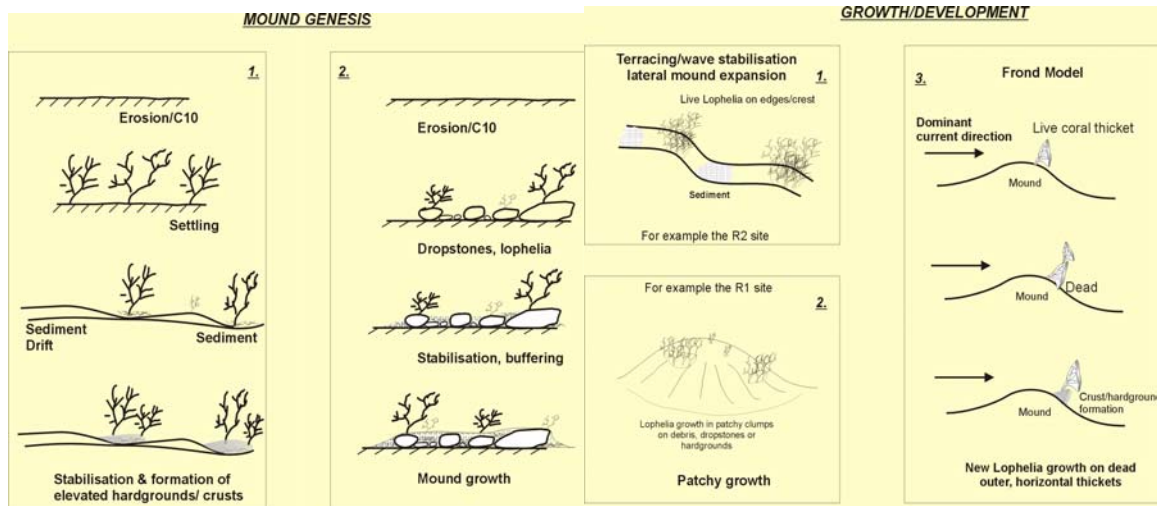 MOUND GENESIS
1.
Erosion/C10
Settling
Sediment
Drift
Sediment
Stabilisation & formation of
elevated hardgrounds/ crusts
2.
Erosion/C10
Dropstones, lophelia
Stabilisation, buffering
Mound growth
GROWTH/DEVELOPMENT
Terracing/wave stabilisation
lateral mound expansion
1.
Live Lophelia on edges/crest
Sediment
For example the R2 site
For example the R1 site
2.
Lophelia growth in patchy clumps
on debris, dropstones or
hardgrounds
Patchy growth
3.
Frond Model
Dominant
current direction
Live coral thicket
Mound
Dead
Mound
Crust/hardground
formation
Mound
New Lophelia growth on dead
outer, horizontal thickets